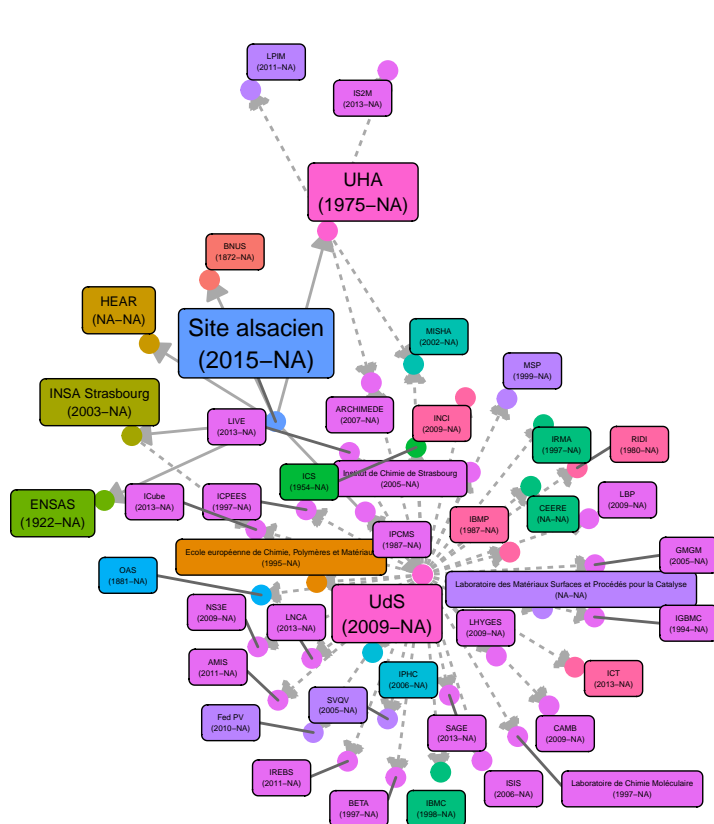 LPIM
(2011–NA)
IS2M
(2013–NA)
UHA
(1975–NA)
BNUS
(1872–NA)
HEAR
(NA–NA)
Site alsacien
(2015–NA)
MISHA
(2002–NA)
MSP
(1999–NA)
INSA Strasbourg
(2003–NA)
LIVE
(2013–NA)
ARCHIMEDE
(2007–NA)
INCI
(2009–NA)
IRMA
(1997–NA)
RIDI
(1980–NA)
ICS
(1954–NA)
Institut de Chimie de Strasbourg
(2005–NA)
ENSAS
(1922–NA)
ICube
(2013–NA)
ICPEES
(1997–NA)
IBMP
(1987–NA)
CEERE
(NA–NA)
LBP
(2009–NA)
IPCMS
(1987–NA)
Ecole européenne de Chimie, Polymères et Matériau
(1995–NA)
GMGM
(2005–NA)
OAS
(1881–NA)
Laboratoire des Matériaux Surfaces et Procédés pour la Catalyse
(NA–NA)
UdS
(2009–NA)
NS3E
(2009–NA)
LNCA
(2013–NA)
LHYGES
(2009–NA)
IGBMC
(1994–NA)
AMIS
(2011–NA)
IPHC
(2006–NA)
ICT
(2013–NA)
Fed PV
(2010–NA)
SVQV
(2005–NA)
SAGE
(2013–NA)
CAMB
(2009–NA)
IREBS
(2011–NA)
BETA
(1997–NA)
IBMC
(1998–NA)
ISIS
(2006–NA)
Laboratoire de Chimie Moléculaire
(1997–NA)